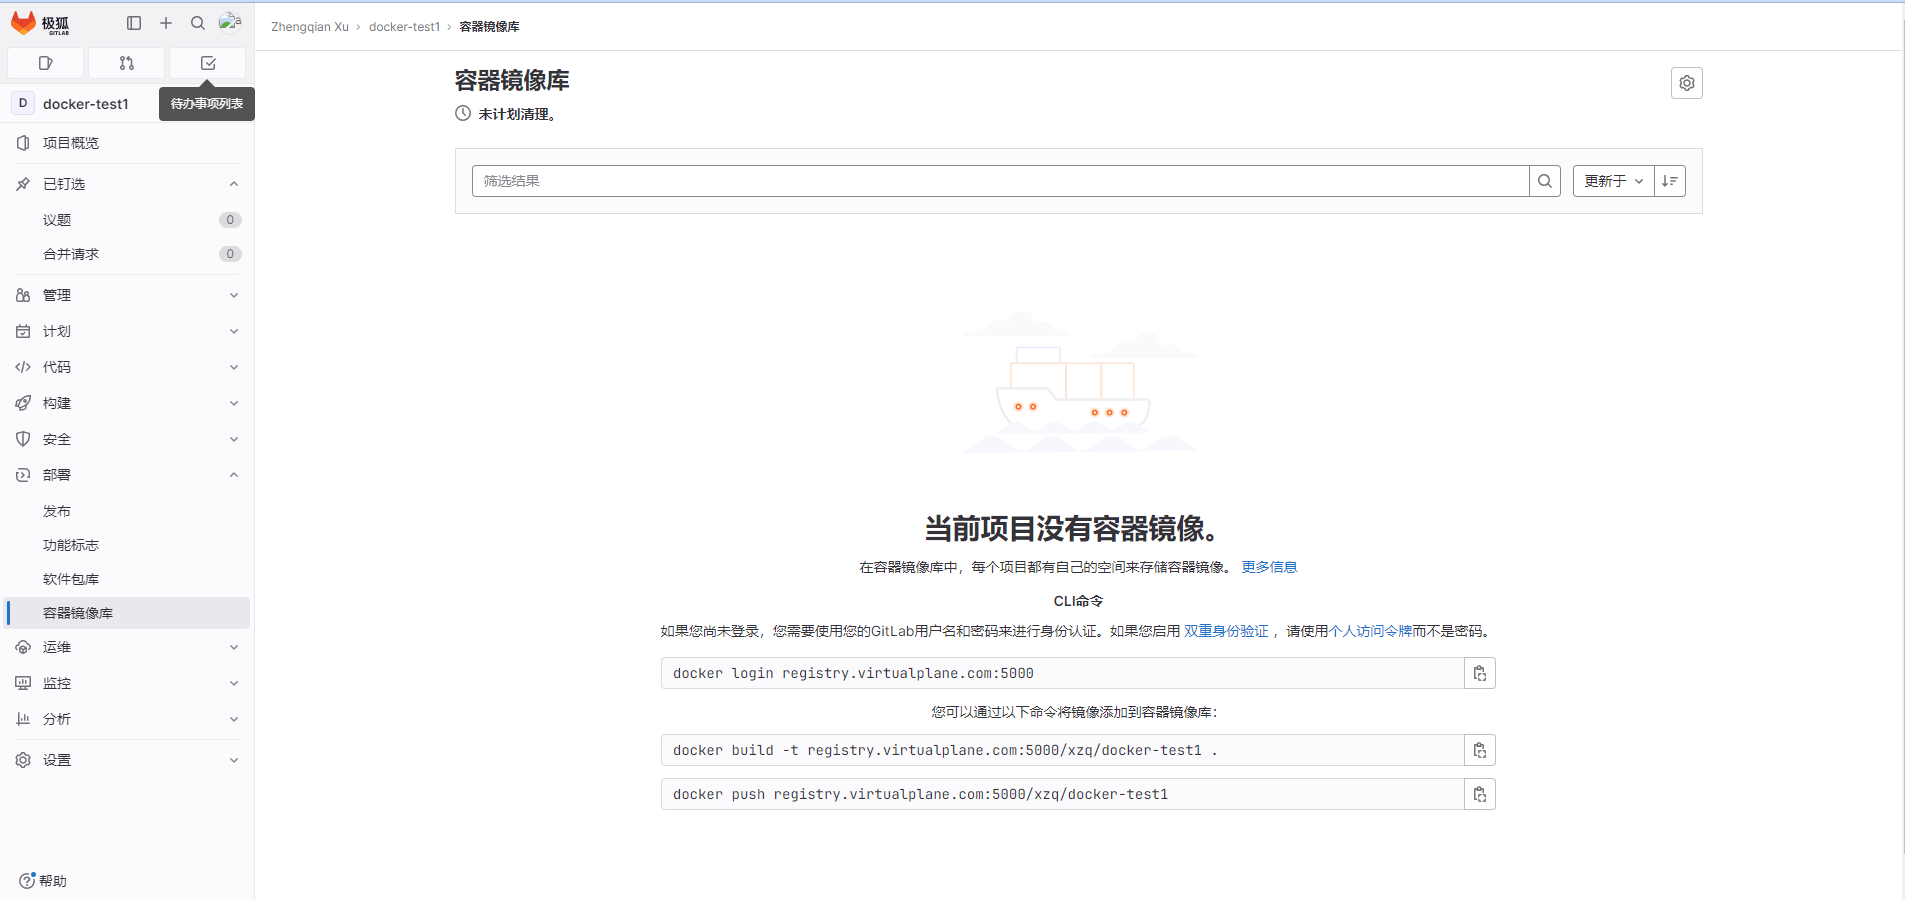 极狐
GITLAB
a
D docker-test1
待办事项列表
项目概览
已钉选
议题 0
合并请求 0
管理
计划
代码
构建
安全
部署
发布
功能标志
软件包库
容器镜像库
运维
监控
分析
设置
帮助
Zhengqian Xu › docker-test1 › 容器镜像库
容器镜像库
未计划清理。
筛选结果
更新于
当前项目没有容器镜像。
在容器镜像库中，每个项目都有自己的空间来存储容器镜像。 更多信息
CLI命令
如果您尚未登录，您需要使用您的GitLab用户名和密码来进行身份认证。如果您启用 双重身份验证 ，请使用个人访问令牌而不是密码。
docker login registry.virtualplane.com:5000
您可以通过以下命令将镜像添加到容器镜像库：
docker build -t registry.virtualplane.com:5000/xzq/docker-test1 .
docker push registry.virtualplane.com:5000/xzq/docker-test1